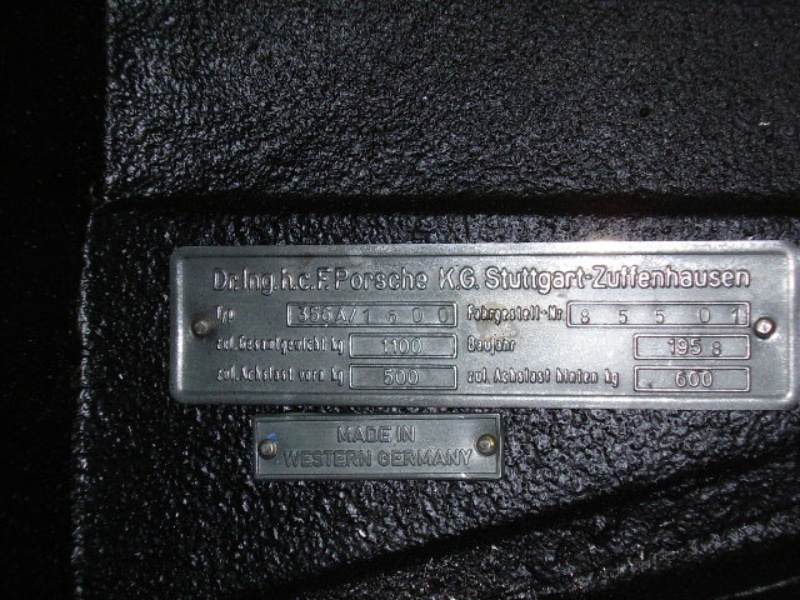 Dr. Ing. h.c. F. Porsche K.G. Stuttgart-Zuffenhausen
Typ 356A/1600 Fahrgestell-Nr 85501
zul. Gesamtgewicht kg 1100 Baujahr 1958
zul. Achslast vorn kg 500 zul. Achslast hinten kg 600
MADE IN
WESTERN GERMANY